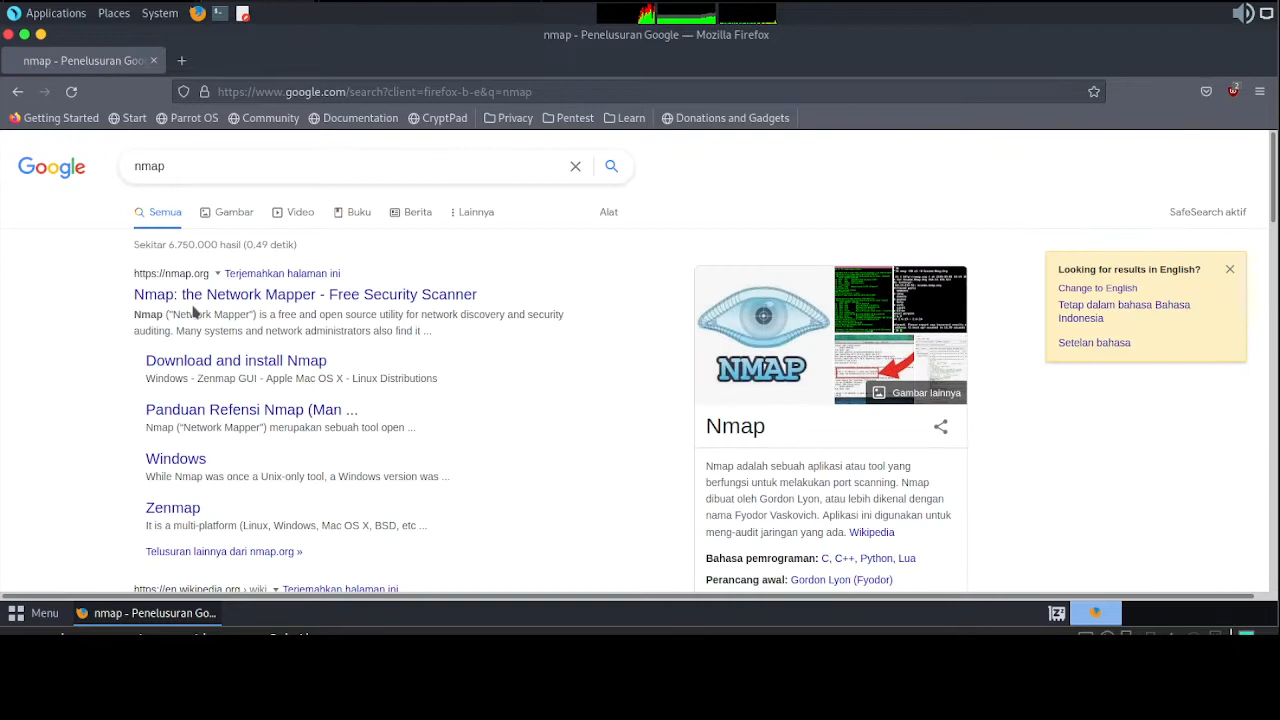 Applications Places System
nmap - Penelusuran Google — Mozilla Firefox
nmap - Penelusuran Goo
https://www.google.com/search?client=firefox-b-e&q=nmap
2
Getting Started Start Parrot OS Community Documentation CryptPad Privacy Pentest Learn Donations and Gadgets
Google
nmap
Semua Gambar Video Buku Berita Lainnya Alat SafeSearch aktif
Sekitar 6.750.000 hasil (0,49 detik)
https://nmap.org Terjemahkan halaman ini
Nmap: the Network Mapper - Free Security Scanner
Nmap ("Network Mapper") is a free and open source utility for network discovery and security
auditing. Many systems and network administrators also find it ...
Download and Install Nmap
Windows - Zenmap GUI - Apple Mac OS X - Linux Distributions
Panduan Refensi Nmap (Man ...
Nmap (“Network Mapper”) merupakan sebuah tool open ...
Windows
While Nmap was once a Unix-only tool, a Windows version was ...
Zenmap
It is a multi-platform (Linux, Windows, Mac OS X, BSD, etc ...
Telusuran lainnya dari nmap.org »
https://en.wikipedia.org › wiki Terjemahkan halaman ini
NMAP
Gambar lainnya
Nmap
Nmap adalah sebuah aplikasi atau tool yang
berfungsi untuk melakukan port scanning. Nmap
dibuat oleh Gordon Lyon, atau lebih dikenal dengan
nama Fyodor Vaskovich. Aplikasi ini digunakan untuk
meng-audit jaringan yang ada. Wikipedia
Bahasa pemrograman: C, C++, Python, Lua
Perancang awal: Gordon Lyon (Fyodor)
Looking for results in English?
Change to English
Tetap dalam bahasa Bahasa
Indonesia
Setelan bahasa
Menu nmap - Penelusuran Go...